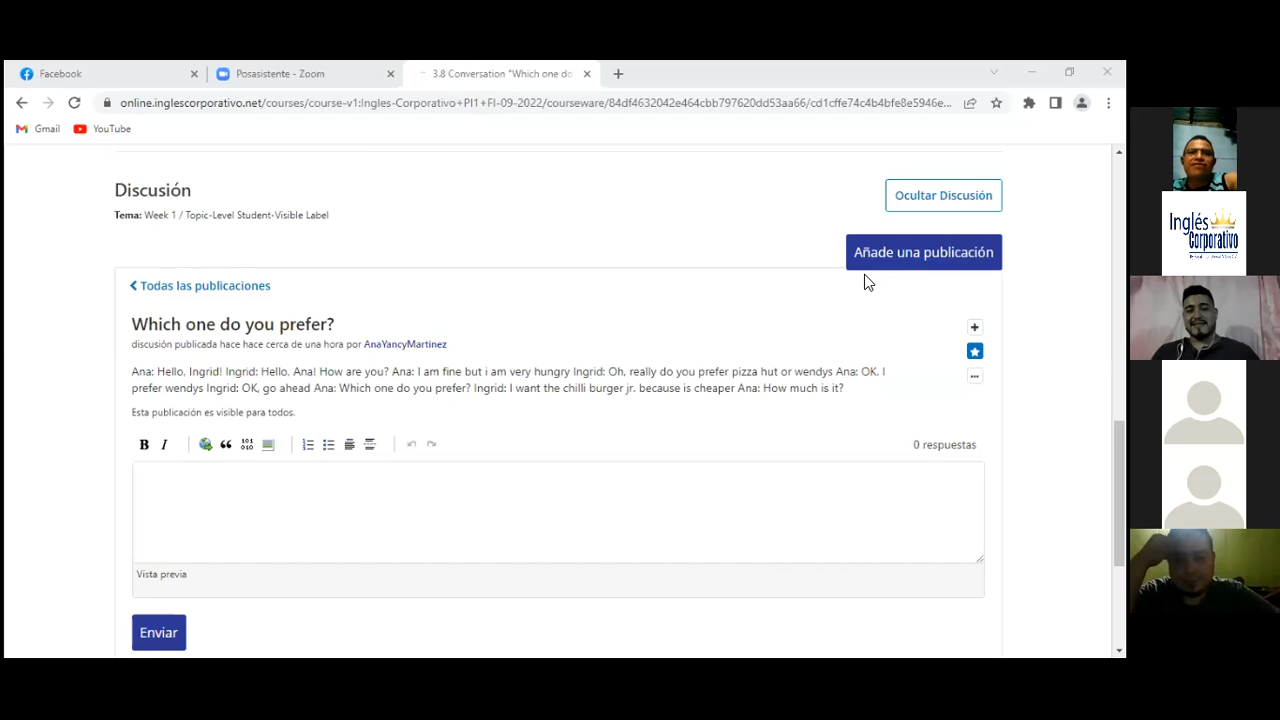 Facebook
Posasistente - Zoom
3.8 Conversation "Which one do
online.inglescorporativo.net/courses/course-v1:Ingles-Corporativo+PI1+FI-09-2022/courseware/84df4632042e464cbb797620dd53aa66/cd1cffe74c4b4bfe8e5946e...
Gmail
YouTube
Discusión
Ocultar Discusión
Tema: Week 1 / Topic-Level Student-Visible Label
Añade una publicación
Todas las publicaciones
Which one do you prefer?
discusión publicada hace hace cerca de una hora por AnaYancyMartinez
Ana: Hello, Ingrid! Ingrid: Hello. Ana! How are you? Ana: I am fine but i am very hungry Ingrid: Oh, really do you prefer pizza hut or wendys Ana: OK. I
prefer wendys Ingrid: OK, go ahead Ana: Which one do you prefer? Ingrid: I want the chilli burger jr. because is cheaper Ana: How much is it?
Esta publicación es visible para todos.
B I
101
010
0 respuestas
Vista previa
Enviar
Inglés
Corporativo